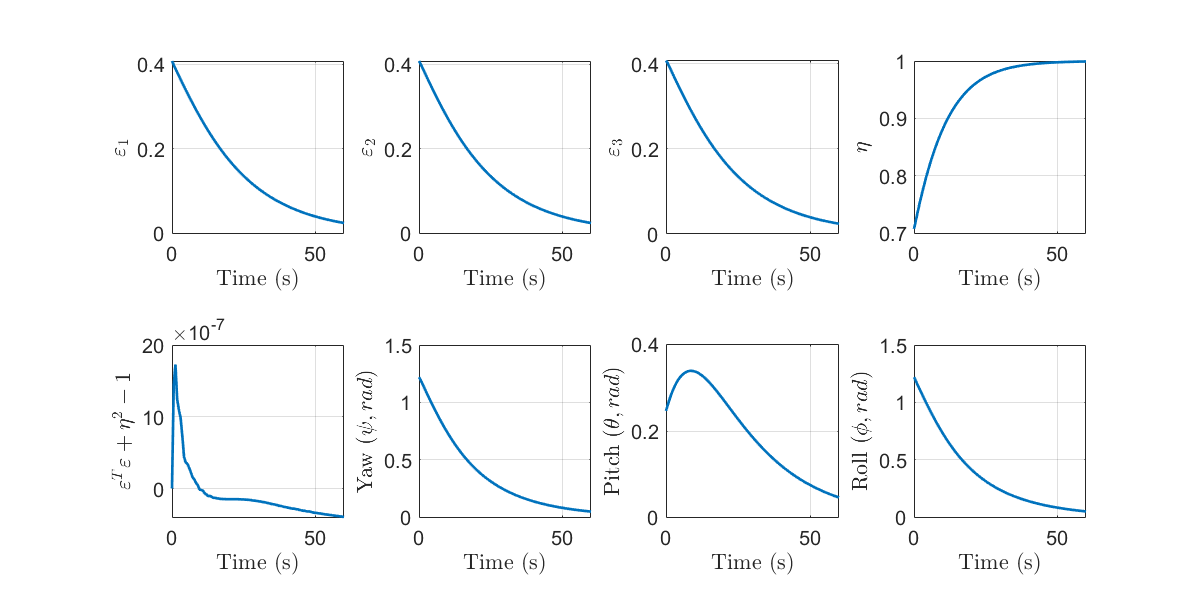 0.4
0.2
0
ε₁
0 50
Time (s)
0.4
0.2
0
ε₂
0 50
Time (s)
0.4
0.2
0
ε₃
0 50
Time (s)
1
0.9
0.8
0.7
η
0 50
Time (s)
×10⁻⁷
20
10
0
εᵀε + η² − 1
0 50
Time (s)
1.5
1
0.5
0
Yaw (ψ, rad)
0 50
Time (s)
0.4
0.2
0
Pitch (θ, rad)
0 50
Time (s)
1.5
1
0.5
0
Roll (ϕ, rad)
0 50
Time (s)